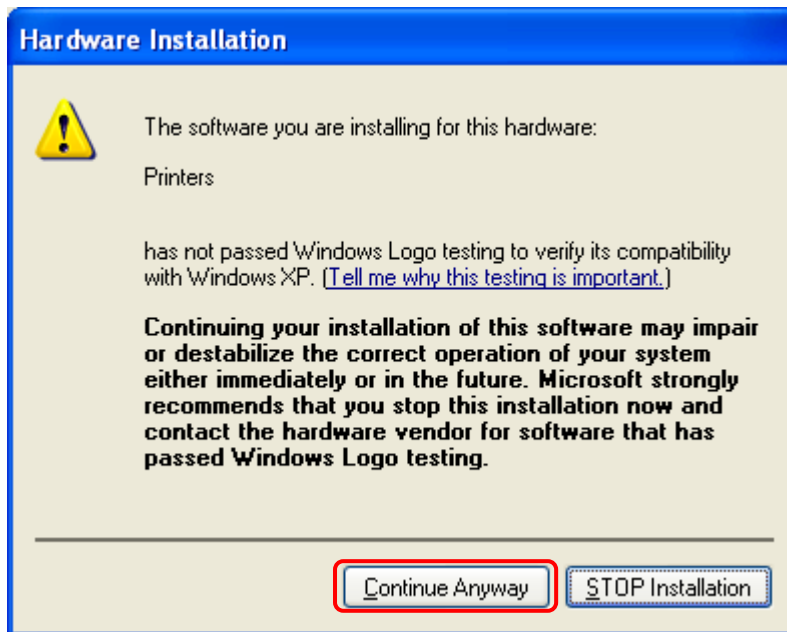 Hardware Installation
The software you are installing for this hardware:
Printers
has not passed Windows Logo testing to verify its compatibility
with Windows XP. (Tell me why this testing is important.)
Continuing your installation of this software may impair
or destabilize the correct operation of your system
either immediately or in the future. Microsoft strongly
recommends that you stop this installation now and
contact the hardware vendor for software that has
passed Windows Logo testing.
Continue Anyway
STOP Installation